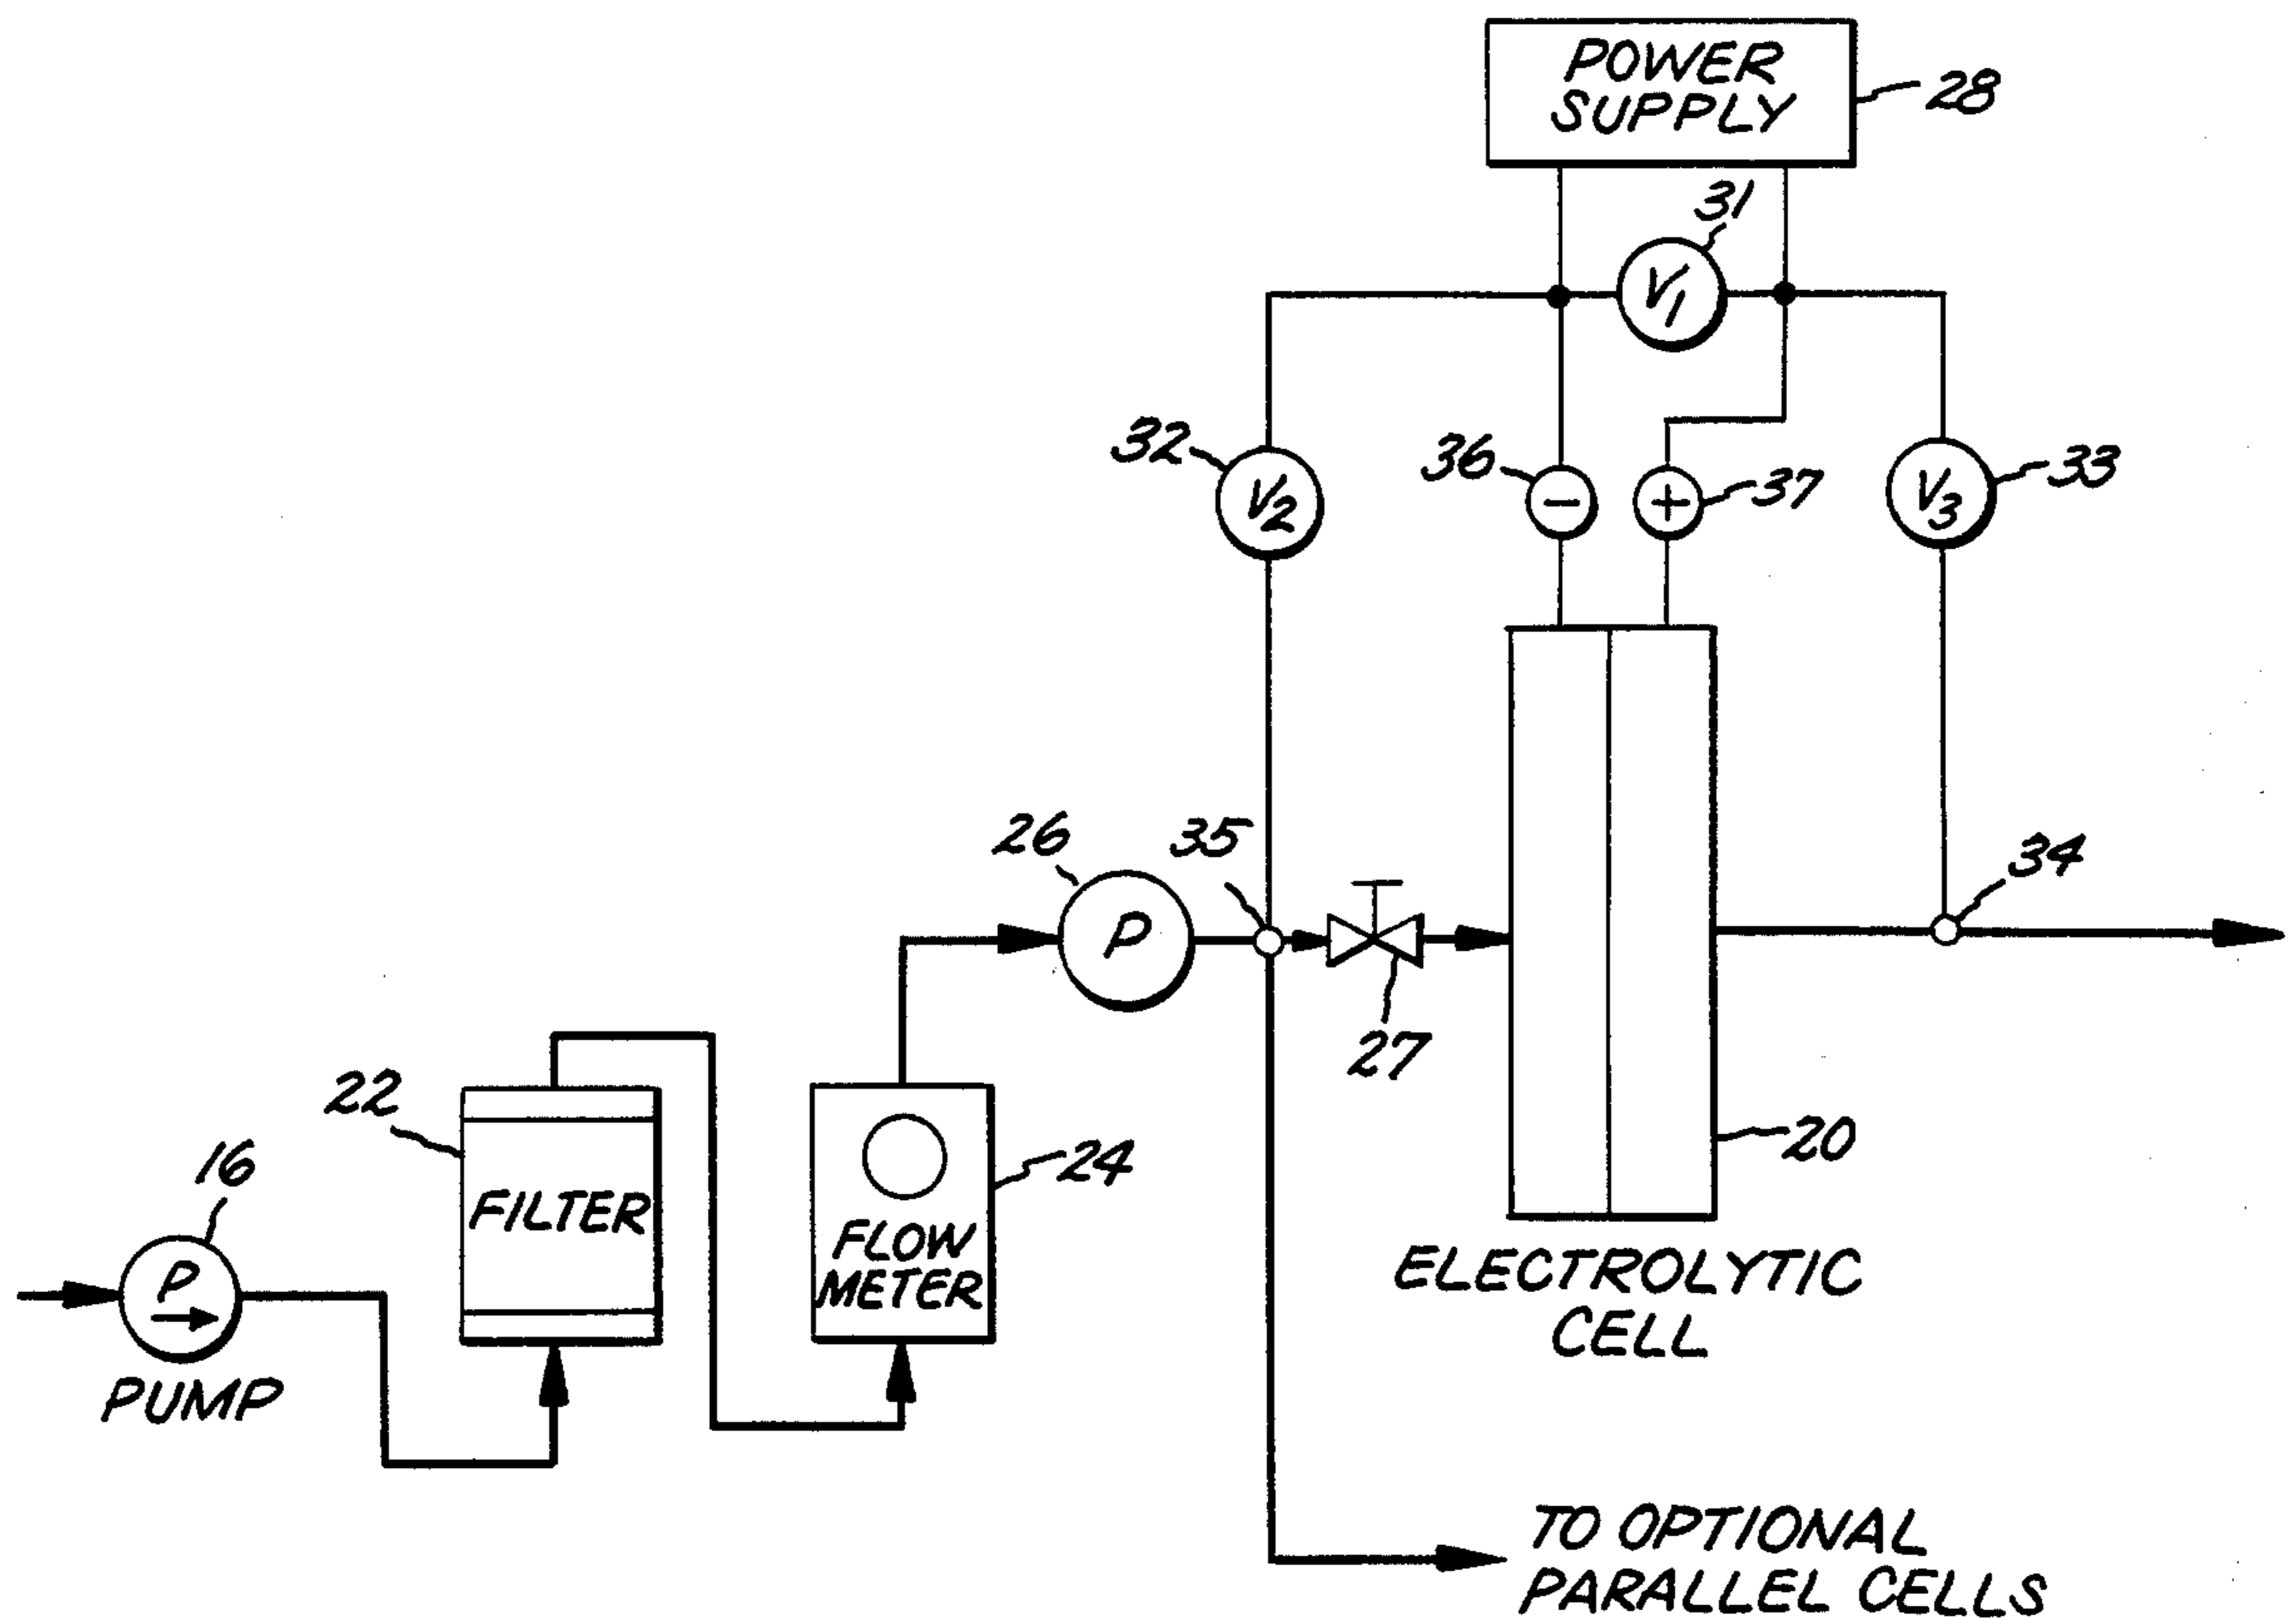 POWER
SUPPLY
28
31
V1
32
V2
36
−
+
37
V3
33
26
P
35
34
27
22
FILTER
24
FLOW
METER
20
16
P
PUMP
ELECTROLYTIC
CELL
TO OPTIONAL
PARALLEL CELLS